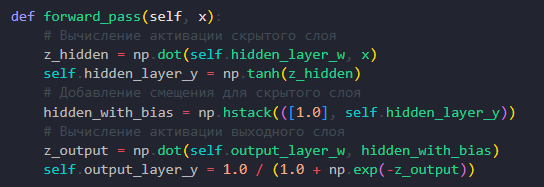 def forward_pass(self, x):
# Вычисление активации скрытого слоя
z_hidden = np.dot(self.hidden_layer_w, x)
self.hidden_layer_y = np.tanh(z_hidden)
# Добавление смещения для скрытого слоя
hidden_with_bias = np.hstack(([1.0], self.hidden_layer_y))
# Вычисление активации выходного слоя
z_output = np.dot(self.output_layer_w, hidden_with_bias)
self.output_layer_y = 1.0 / (1.0 + np.exp(-z_output))